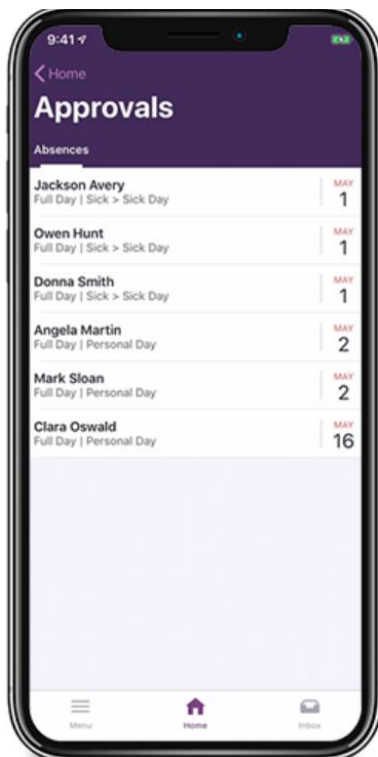 9:41
Home
Approvals
Absences
Jackson Avery
Full Day | Sick > Sick Day
MAY
1
Owen Hunt
Full Day | Sick > Sick Day
MAY
1
Donna Smith
Full Day | Sick > Sick Day
MAY
1
Angela Martin
Full Day | Personal Day
MAY
2
Mark Sloan
Full Day | Personal Day
MAY
2
Clara Oswald
Full Day | Personal Day
MAY
16
Menu
Home
Inbox